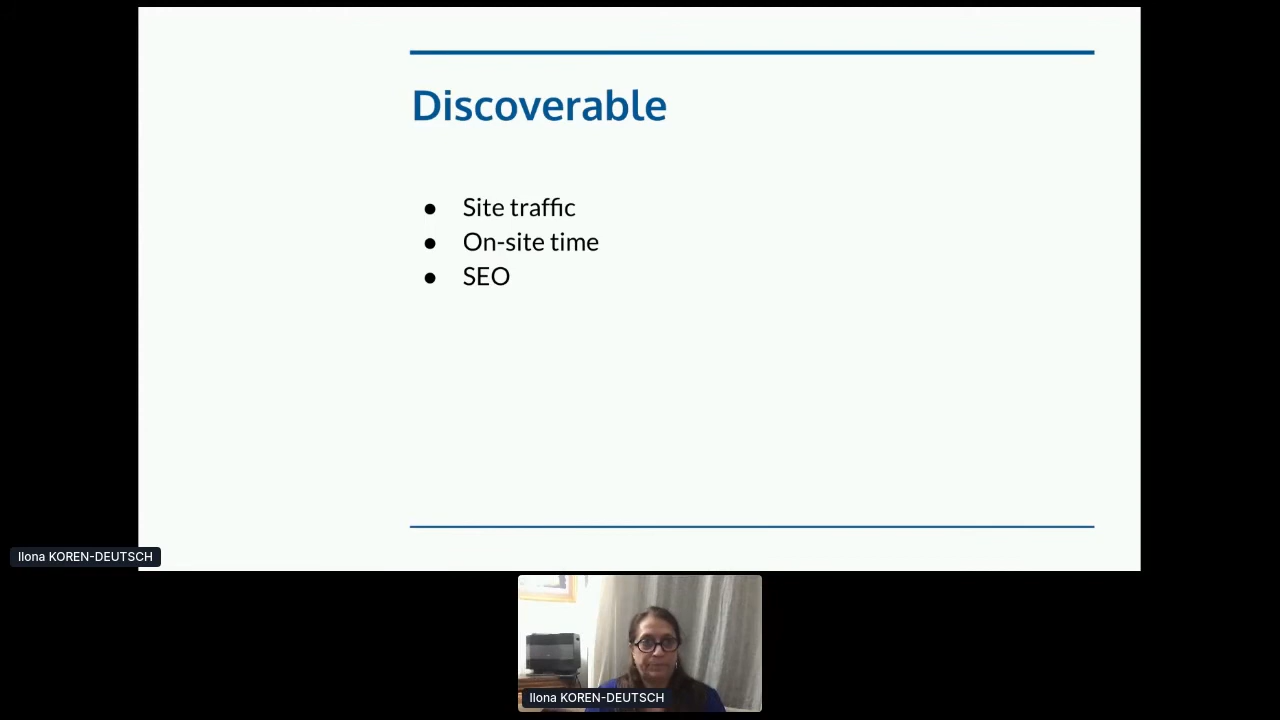 Discoverable
● Site traffic
● On-site time
● SEO
Ilona KOREN-DEUTSCH
Ilona KOREN-DEUTSCH